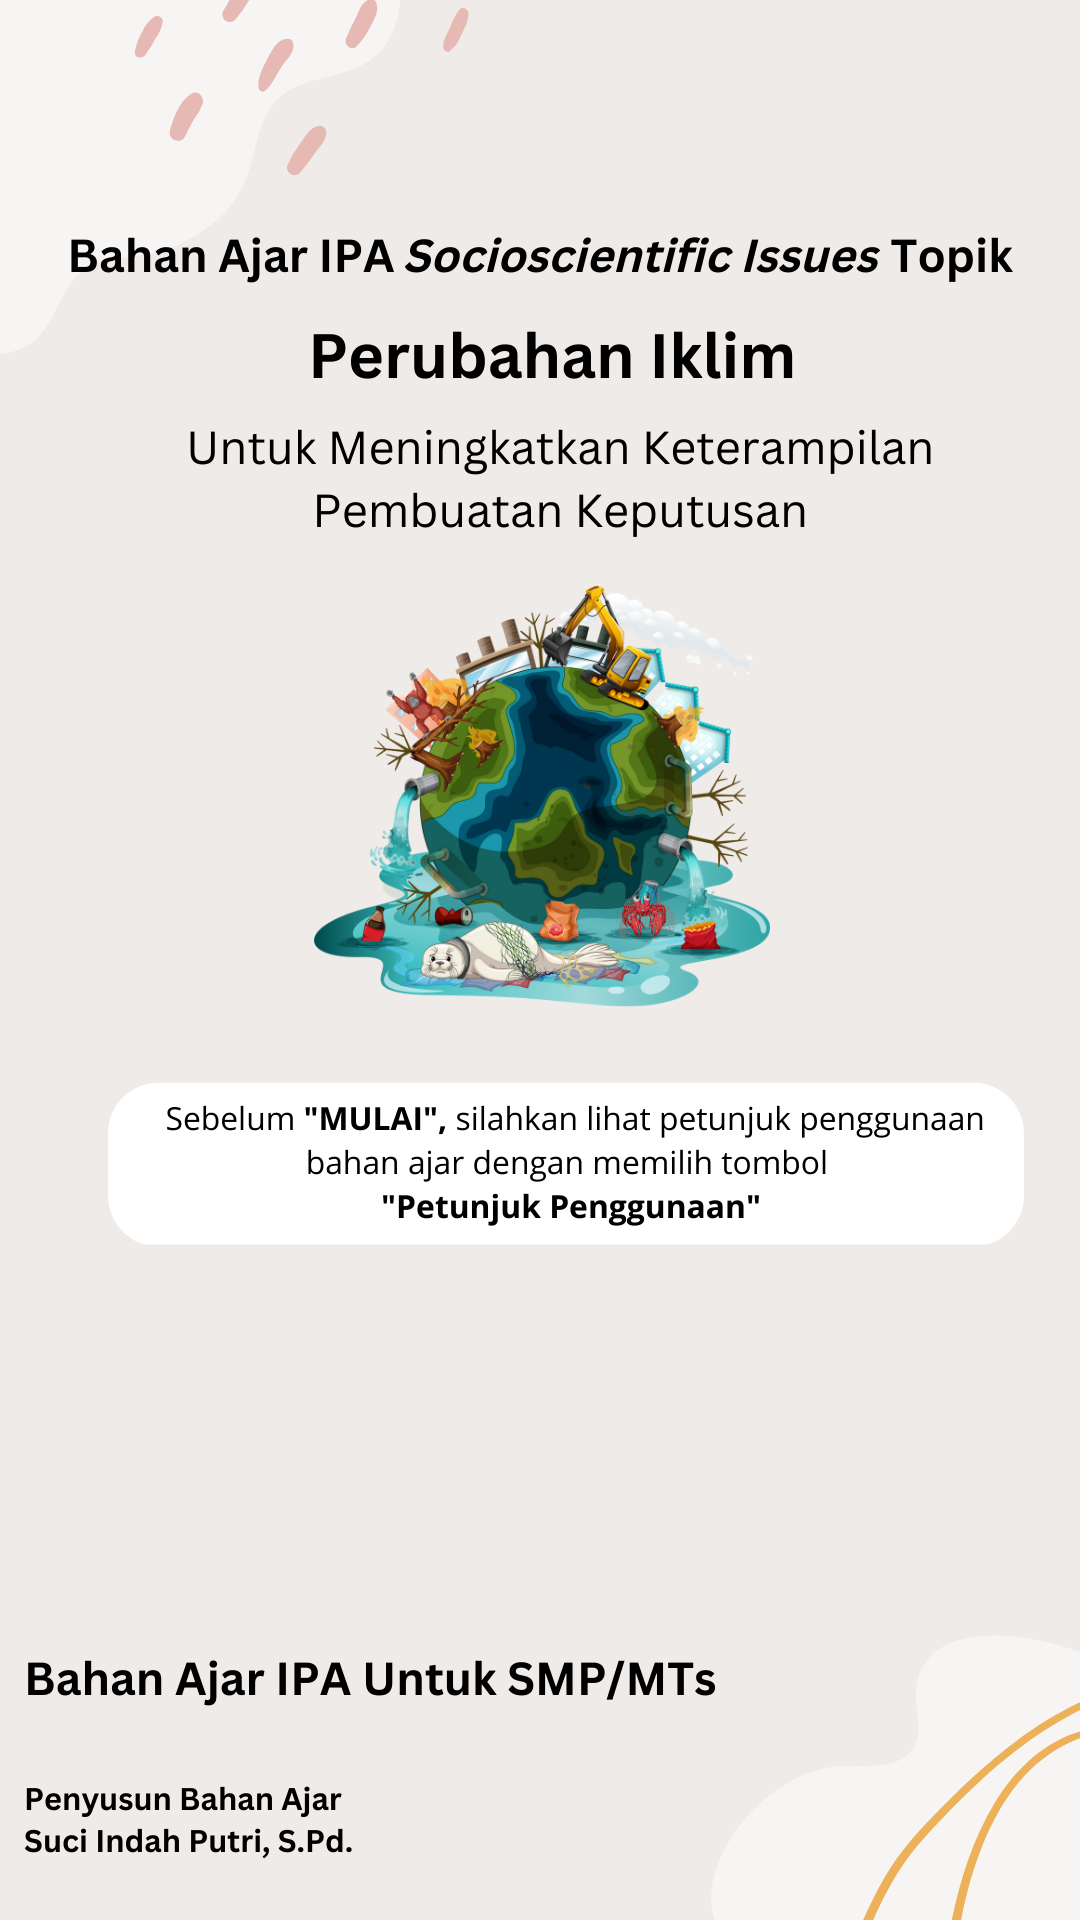 Bahan Ajar IPA Socioscientific Issues Topik
Perubahan Iklim
Untuk Meningkatkan Keterampilan
Pembuatan Keputusan
Sebelum "MULAI", silahkan lihat petunjuk penggunaan
bahan ajar dengan memilih tombol
"Petunjuk Penggunaan"
Bahan Ajar IPA Untuk SMP/MTs
Penyusun Bahan Ajar
Suci Indah Putri, S.Pd.